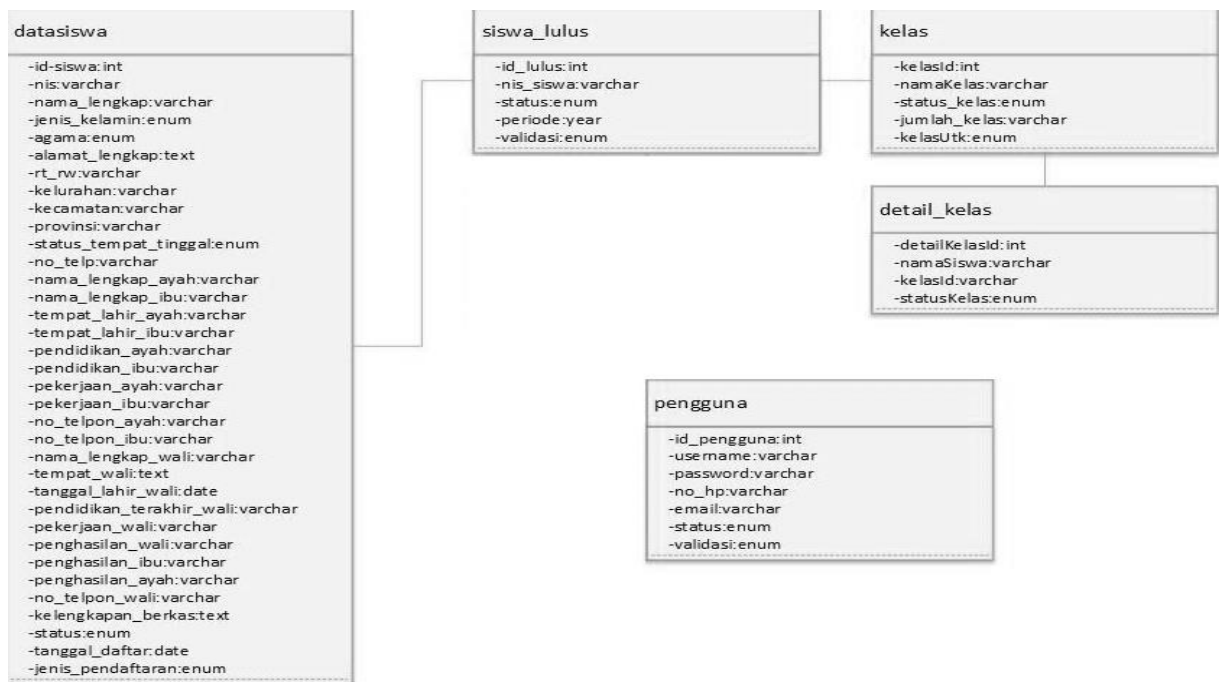 datasiswa
-id-siswa:int
-nis:varchar
-nama_lengkap:varchar
-jenis_kelamin:enum
-agama:enum
-alamat_lengkap:text
-rt_rw:varchar
-kelurahan:varchar
-kecamatan:varchar
-provinsi:varchar
-status_tempat_tinggal:enum
-no_telp:varchar
-nama_lengkap_ayah:varchar
-nama_lengkap_ibu:varchar
-tempat_lahir_ayah:varchar
-tempat_lahir_ibu:varchar
-pendidikan_ayah:varchar
-pendidikan_ibu:varchar
-pekerjaan_ayah:varchar
-pekerjaan_ibu:varchar
-no_telpon_ayah:varchar
-no_telpon_ibu:varchar
-nama_lengkap_wali:varchar
-tempat_wali:text
-tanggal_lahir_wali:date
-pendidikan_terakhir_wali:varchar
-pekerjaan_wali:varchar
-penghasilan_wali:varchar
-penghasilan_ibu:varchar
-penghasilan_ayah:varchar
-no_telpon_wali:varchar
-kelengkapan_berkas:text
-status:enum
-tanggal_daftar:date
-jenis_pendaftaran:enum
siswa_lulus
-id_lulus:int
-nis_siswa:varchar
-status:enum
-periode:year
-validasi:enum
kelas
-kelasId:int
-namaKelas:varchar
-status_kelas:enum
-jumlah_kelas:varchar
-kelasUtk:enum
detail_kelas
-detailKelasId:int
-namaSiswa:varchar
-kelasId:varchar
-statusKelas:enum
pengguna
-id_pengguna:int
-username:varchar
-password:varchar
-no_hp:varchar
-email:varchar
-status:enum
-validasi:enum